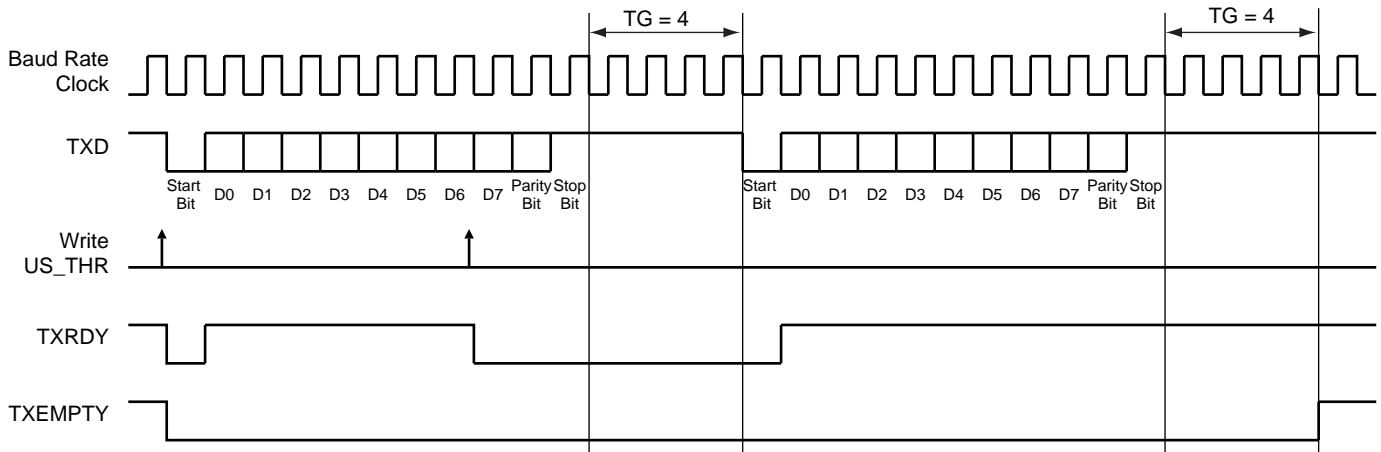 TG = 4
TG = 4
Baud Rate
Clock
TXD
Start
Bit
D0
D1
D2
D3
D4
D5
D6
D7
Parity
Bit
Stop
Bit
Start
Bit
D0
D1
D2
D3
D4
D5
D6
D7
Parity
Bit
Stop
Bit
Write
US_THR
TXRDY
TXEMPTY